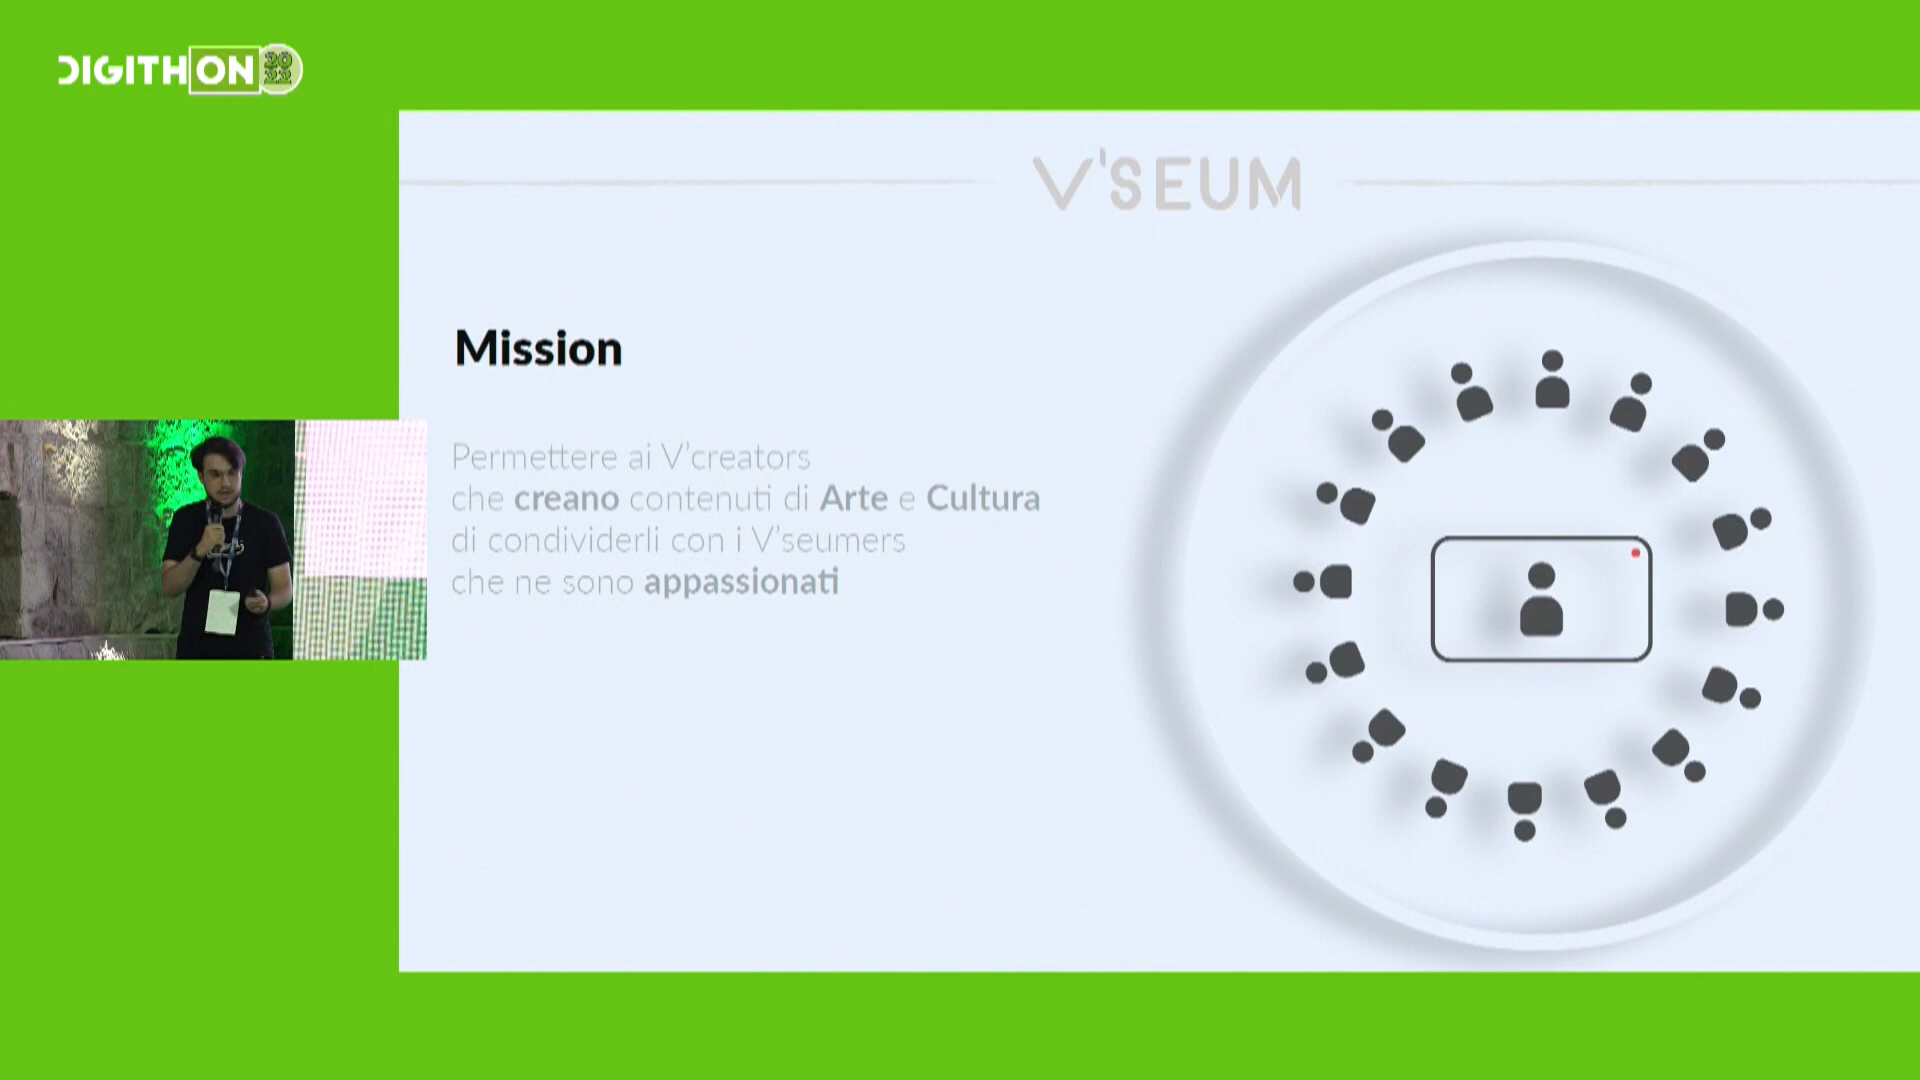 DIGITHON 2022
V'SEUM
Mission
Permettere ai V'creators
che creano contenuti di Arte e Cultura
di condividerli con i V'seumers
che ne sono appassionati